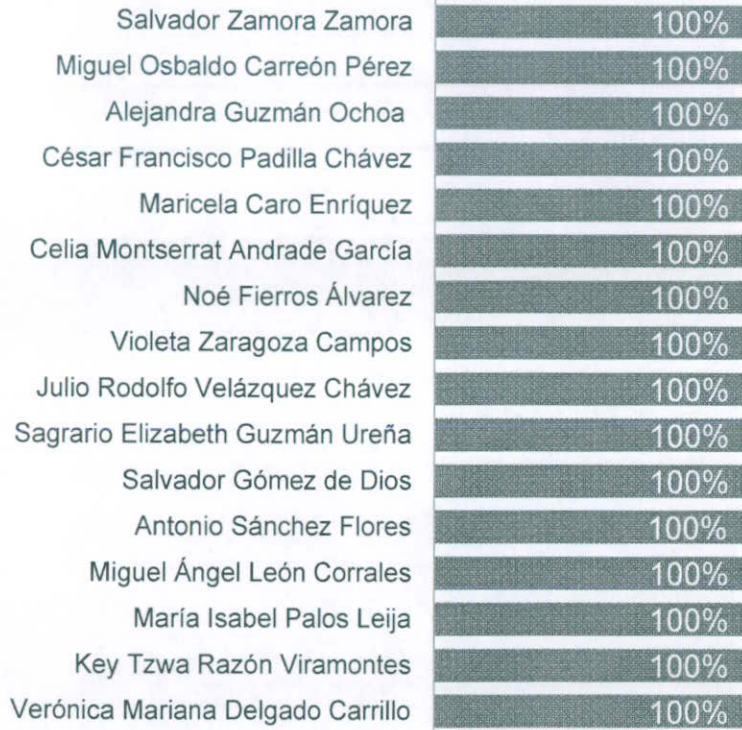 Salvador Zamora Zamora 100%
Miguel Osbaldo Carreón Pérez 100%
Alejandra Guzmán Ochoa 100%
César Francisco Padilla Chávez 100%
Maricela Caro Enríquez 100%
Celia Montserrat Andrade García 100%
Noé Fierros Álvarez 100%
Violeta Zaragoza Campos 100%
Julio Rodolfo Velázquez Chávez 100%
Sagrario Elizabeth Guzmán Ureña 100%
Salvador Gómez de Dios 100%
Antonio Sánchez Flores 100%
Miguel Ángel León Corrales 100%
María Isabel Palos Leija 100%
Key Tzwa Razón Viramontes 100%
Verónica Mariana Delgado Carrillo 100%